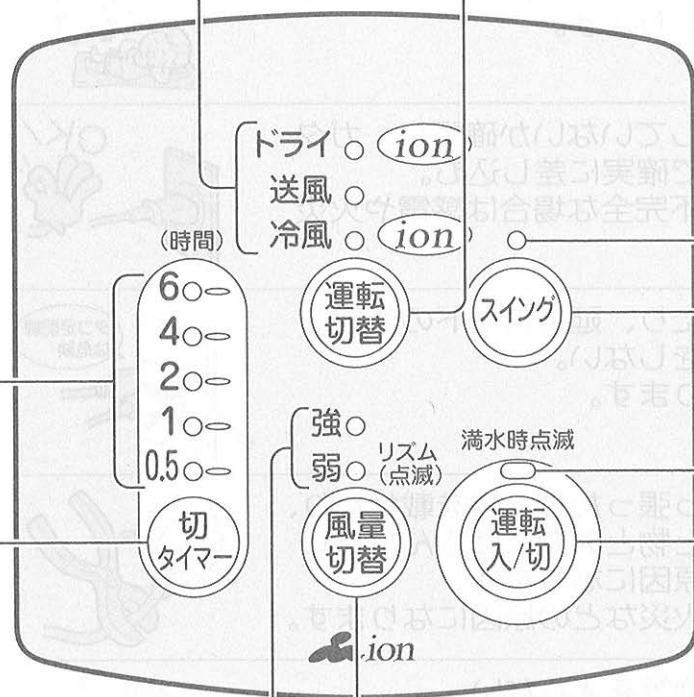 ドライ ion
送風
冷風 ion
(時間)
6
4
2
1
0.5
切
タイマー
運転
切替
スイング
強
弱
リズム
(点滅)
風量
切替
満水時点滅
運転
入/切
ion